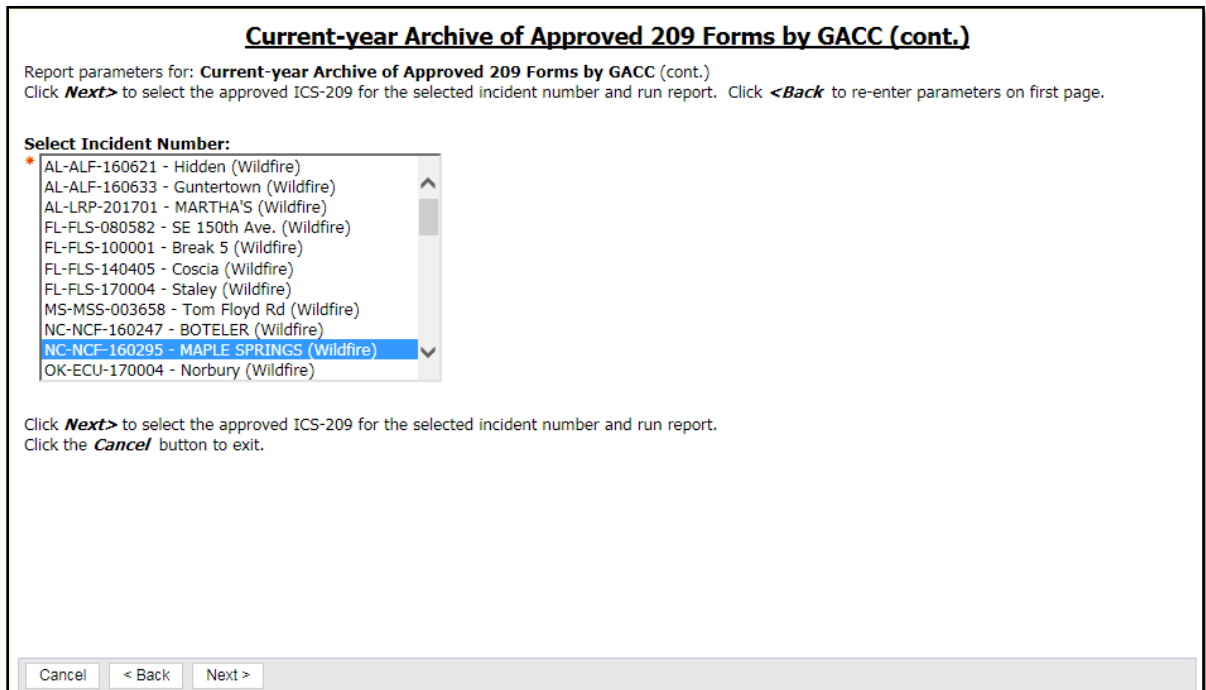 Current-year Archive of Approved 209 Forms by GACC (cont.)
Report parameters for: Current-year Archive of Approved 209 Forms by GACC (cont.)
Click Next> to select the approved ICS-209 for the selected incident number and run report. Click <Back to re-enter parameters on first page.
Select Incident Number:
* AL-ALF-160621 - Hidden (Wildfire)
AL-ALF-160633 - Guntertown (Wildfire)
AL-LRP-201701 - MARTHA'S (Wildfire)
FL-FLS-080582 - SE 150th Ave. (Wildfire)
FL-FLS-100001 - Break 5 (Wildfire)
FL-FLS-140405 - Coscia (Wildfire)
FL-FLS-170004 - Staley (Wildfire)
MS-MSS-003658 - Tom Floyd Rd (Wildfire)
NC-NCF-160247 - BOTELER (Wildfire)
NC-NCF-160295 - MAPLE SPRINGS (Wildfire)
OK-ECU-170004 - Norbury (Wildfire)
Click Next> to select the approved ICS-209 for the selected incident number and run report.
Click the Cancel button to exit.
Cancel < Back Next >